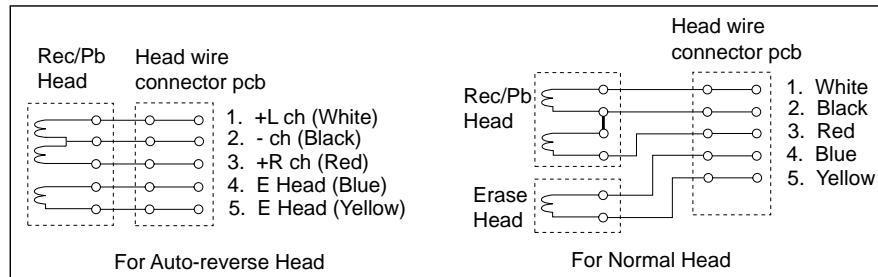 Rec/Pb
Head
Head wire
connector pcb
1. +L ch (White)
2. - ch (Black)
3. +R ch (Red)
4. E Head (Blue)
5. E Head (Yellow)
For Auto-reverse Head
Head wire
connector pcb
Rec/Pb
Head
1. White
2. Black
3. Red
4. Blue
5. Yellow
Erase
Head
For Normal Head